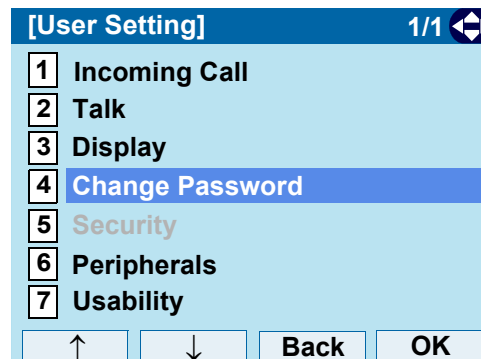 [User Setting] 1/1
1 Incoming Call
2 Talk
3 Display
4 Change Password
5 Security
6 Peripherals
7 Usability
↑ ↓ Back OK